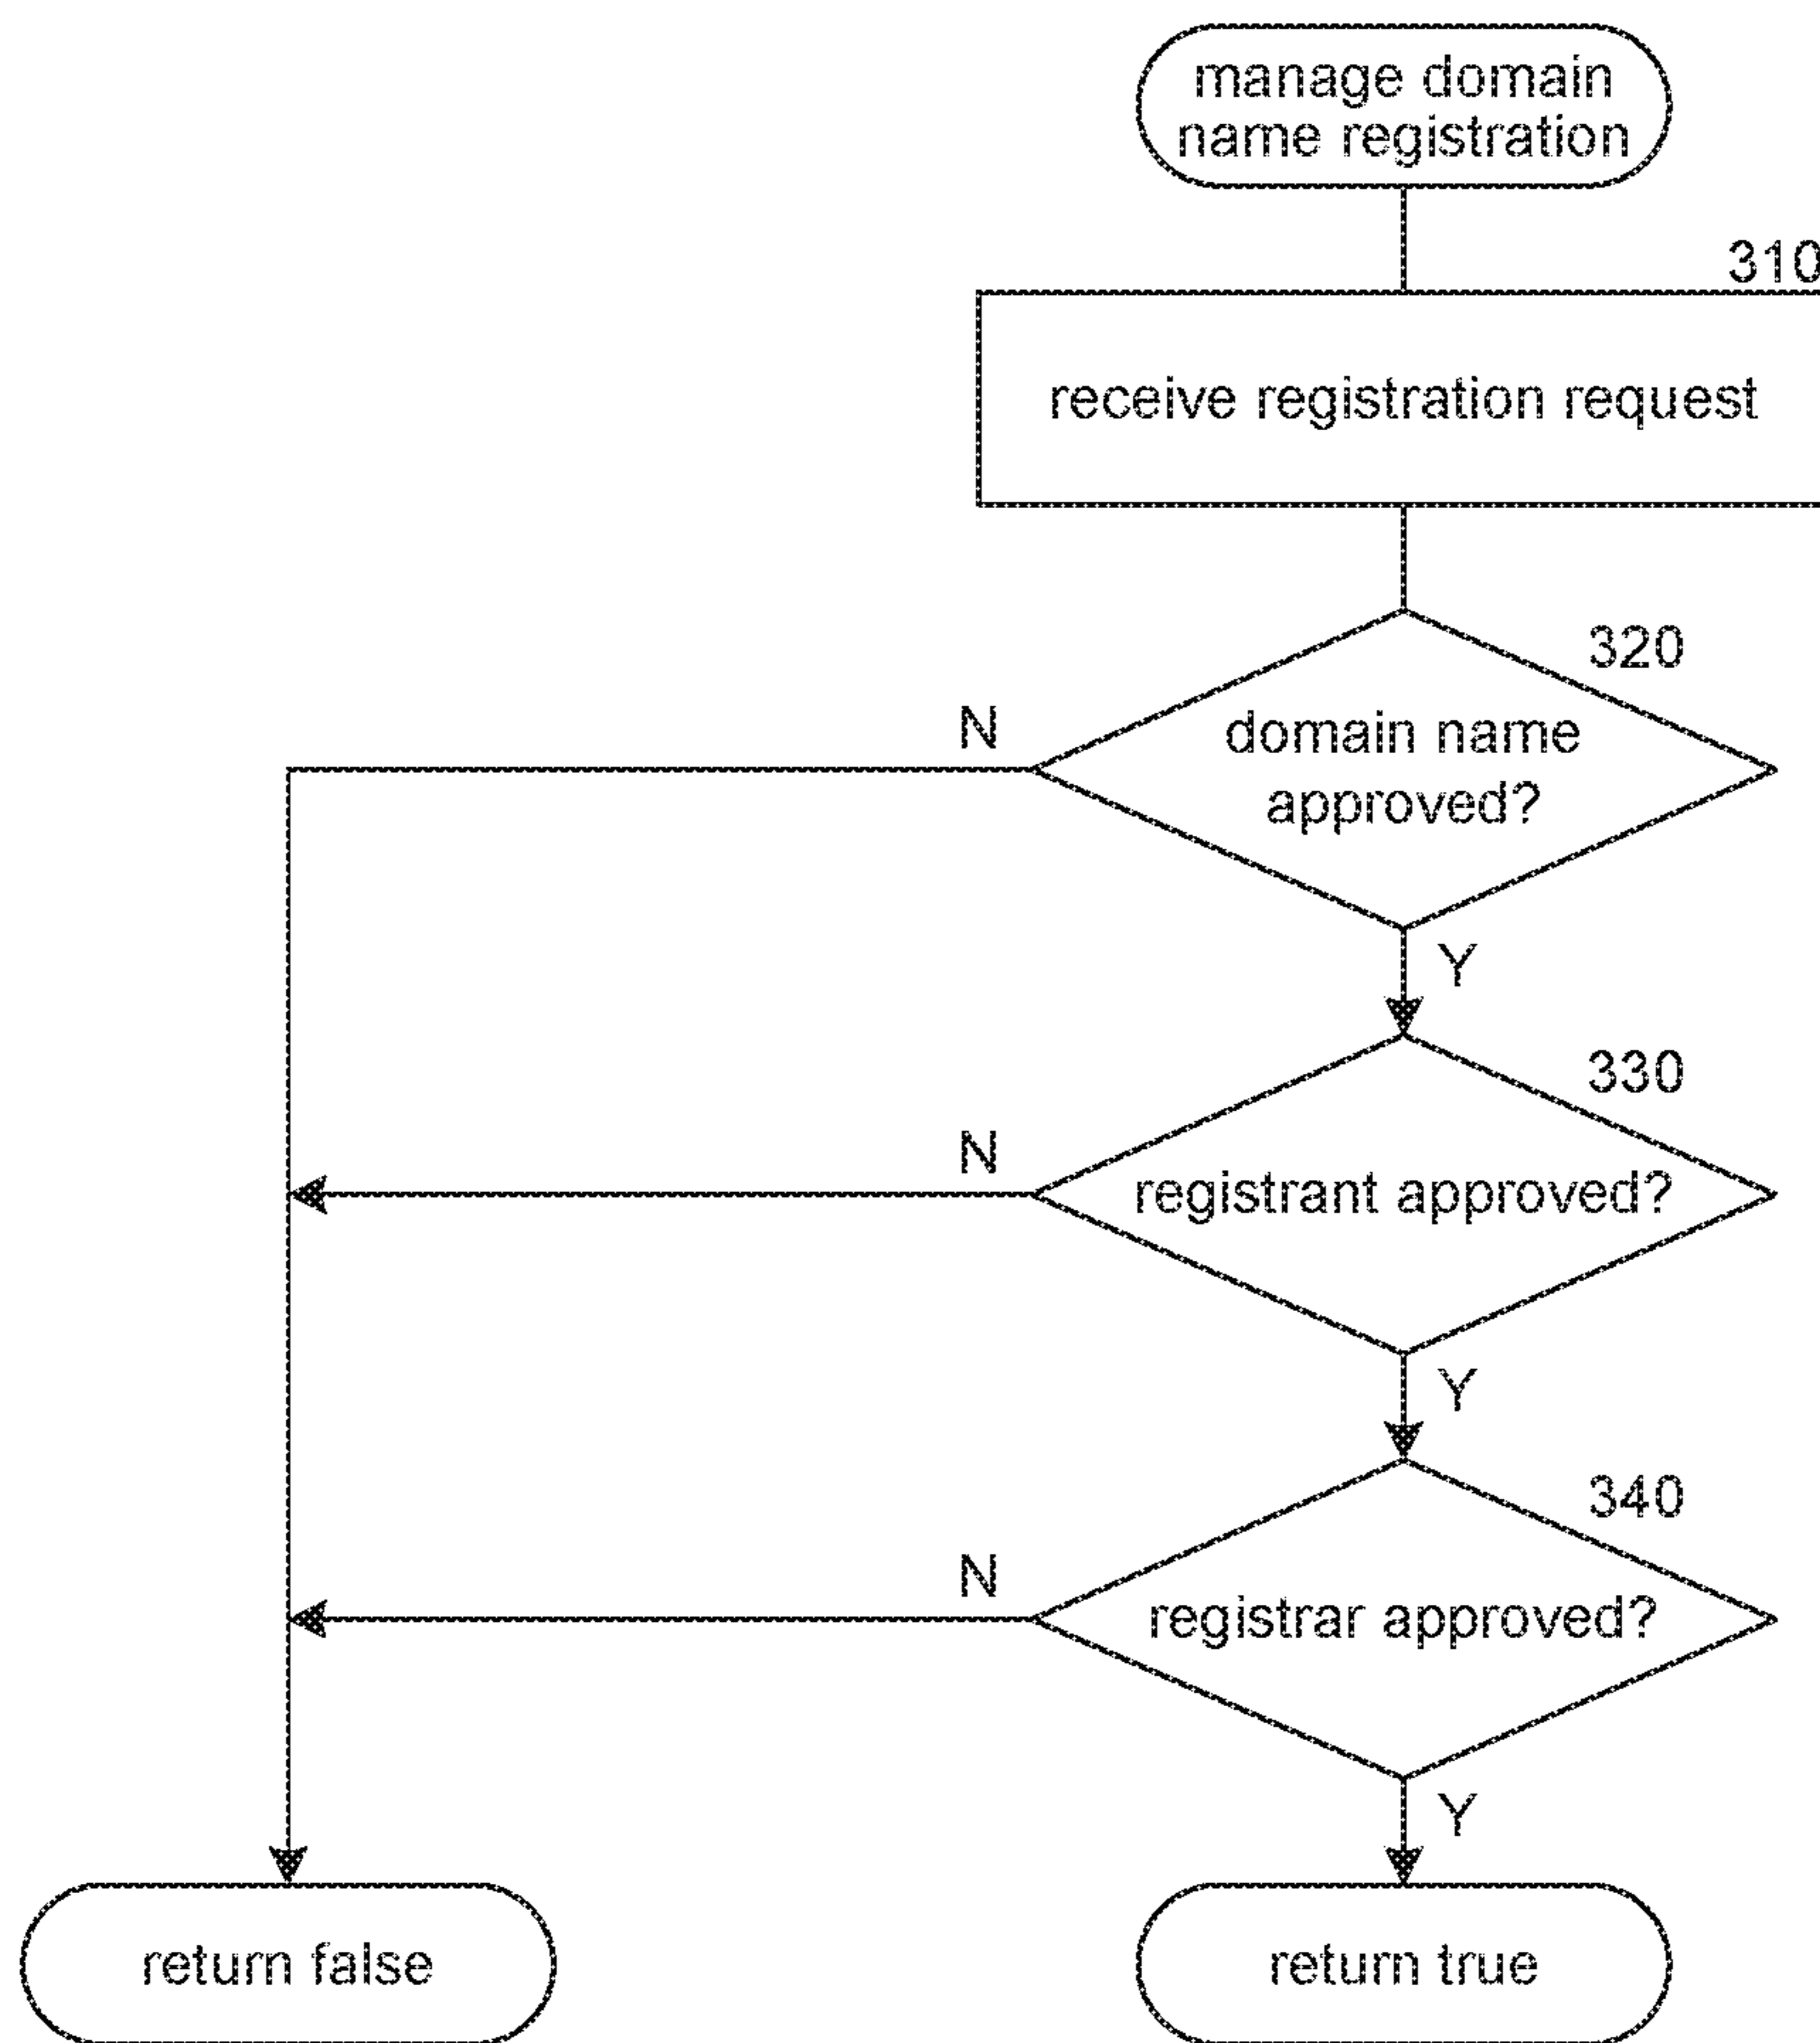 manage domain
name registration
310
receive registration request
320
N
domain name
approved?
Y
330
N
registrant approved?
Y
340
N
registrar approved?
Y
return false
return true